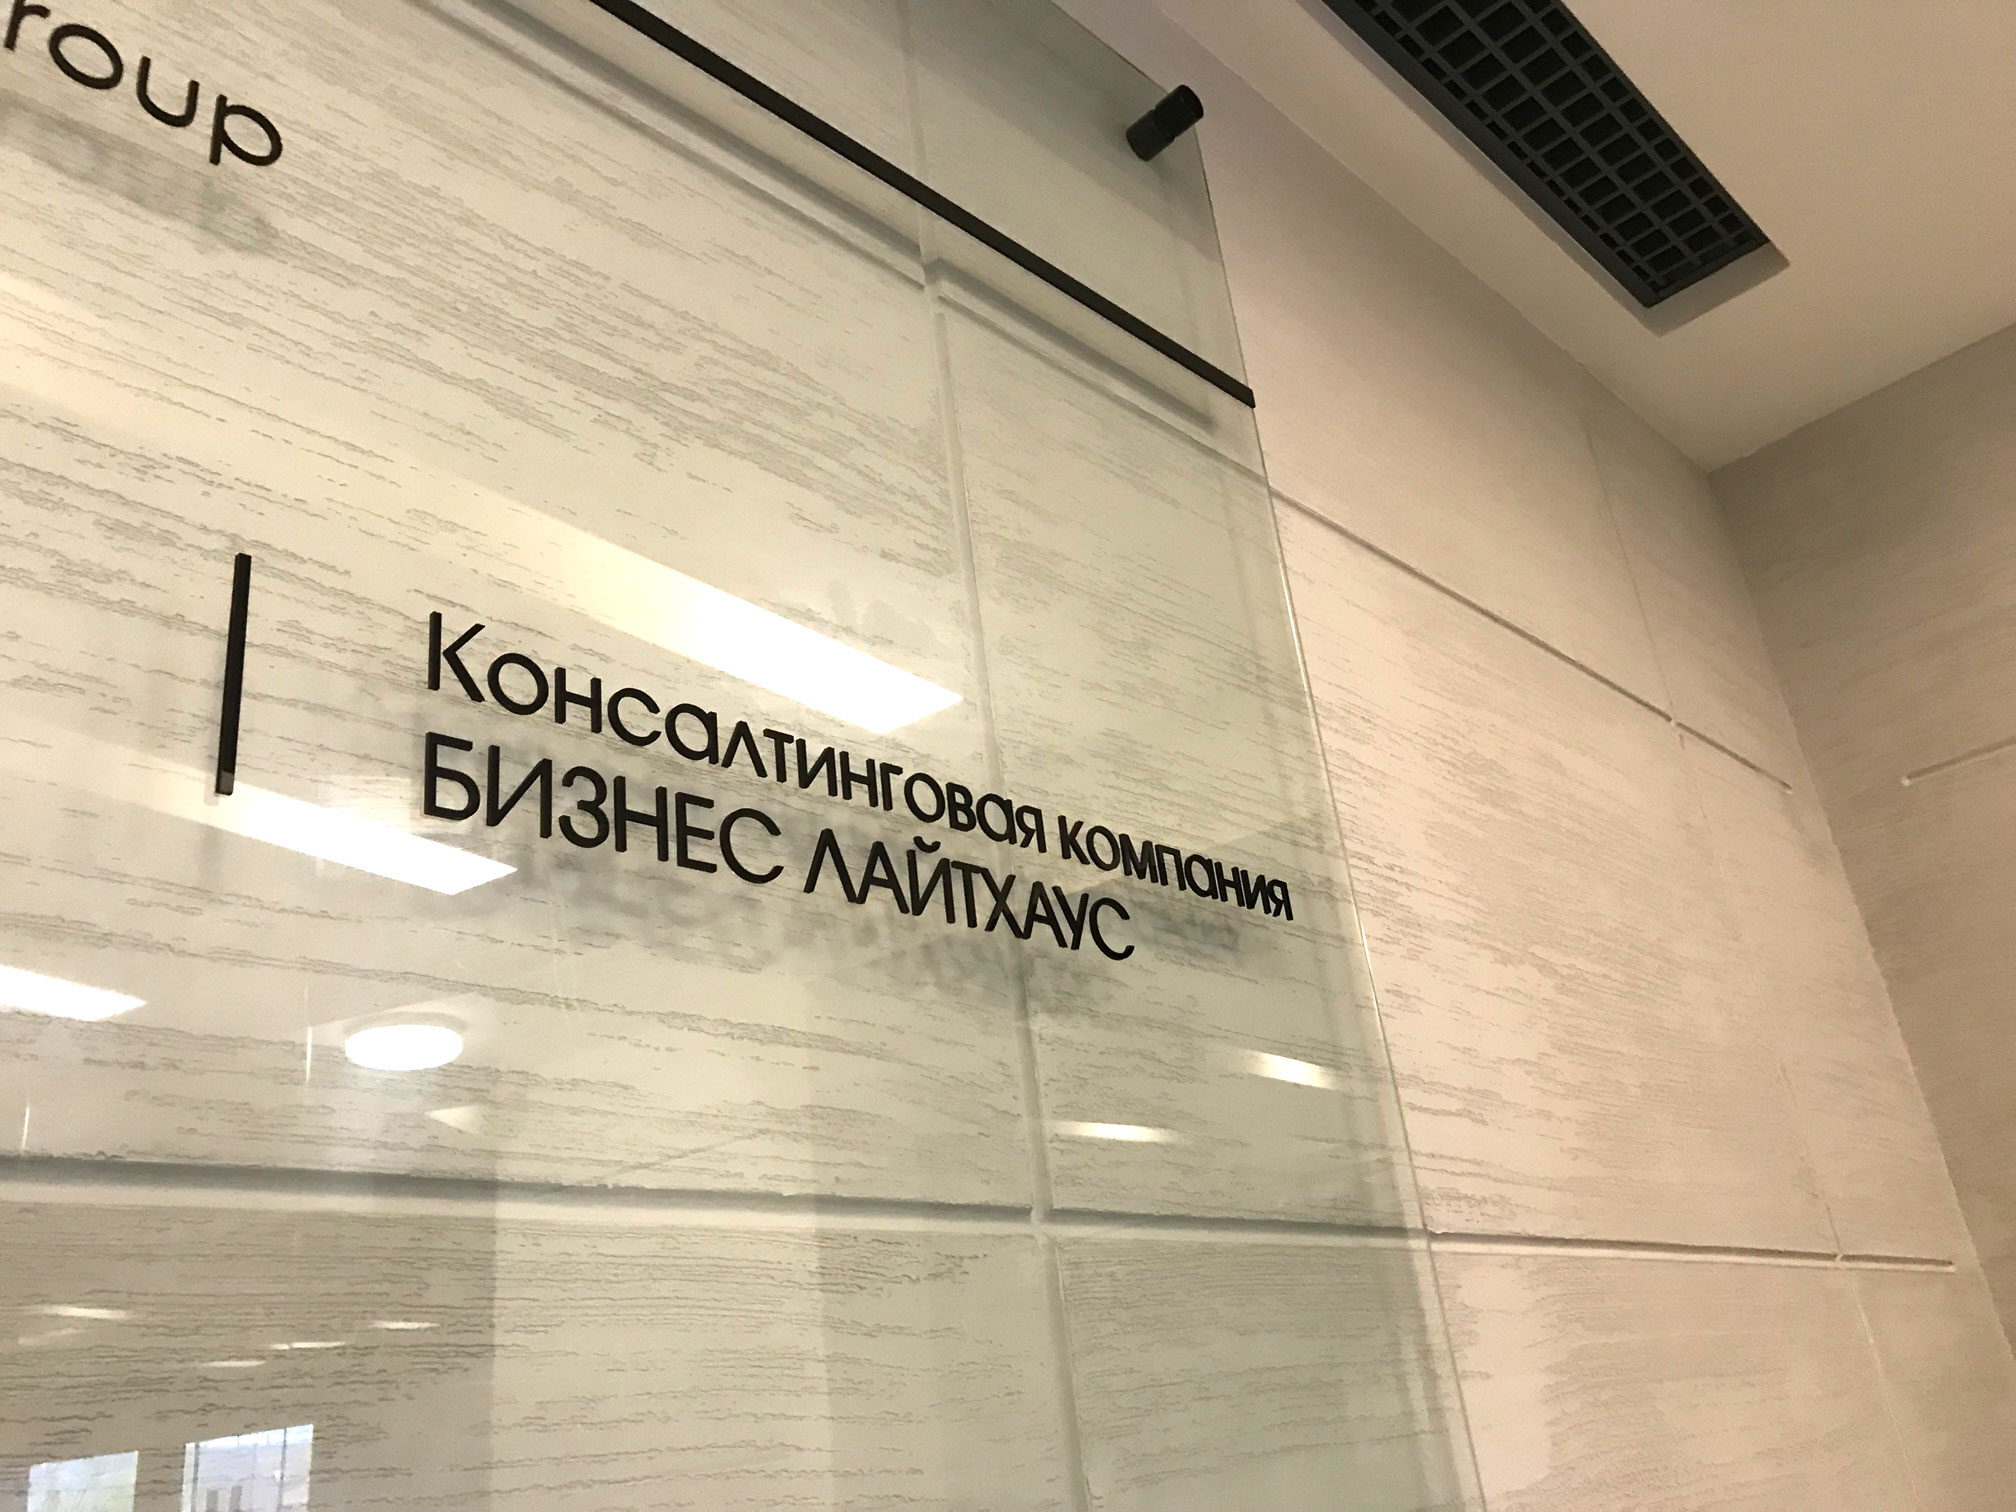 roup
Консалтинговая компания
БИЗНЕС ЛАЙТХАУС